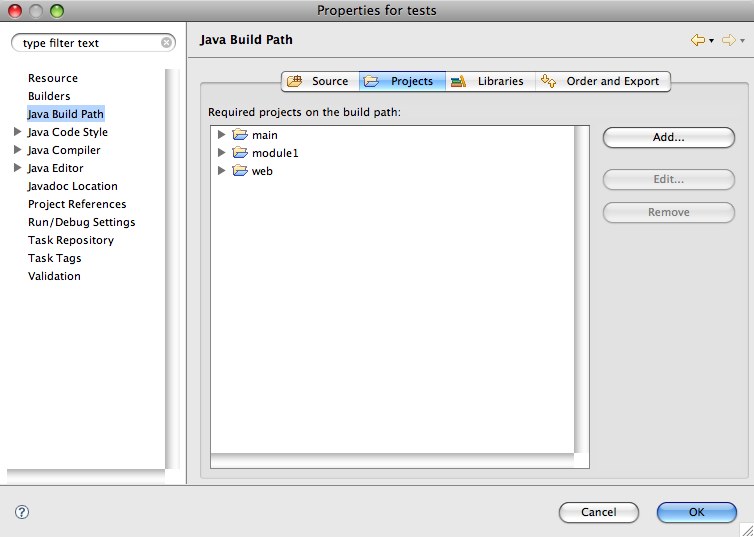 Properties for tests
type filter text
Java Build Path
Resource
Builders
Java Build Path
Java Code Style
Java Compiler
Java Editor
Javadoc Location
Project References
Run/Debug Settings
Task Repository
Task Tags
Validation
Source Projects Libraries Order and Export
Required projects on the build path:
main
module1
web
Add...
Edit...
Remove
?
Cancel OK